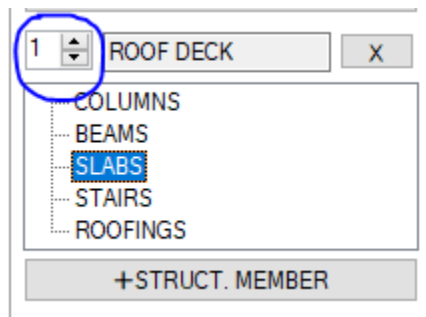 1 ROOF DECK X
COLUMNS
BEAMS
SLABS
STAIRS
ROOFINGS
+STRUCT. MEMBER